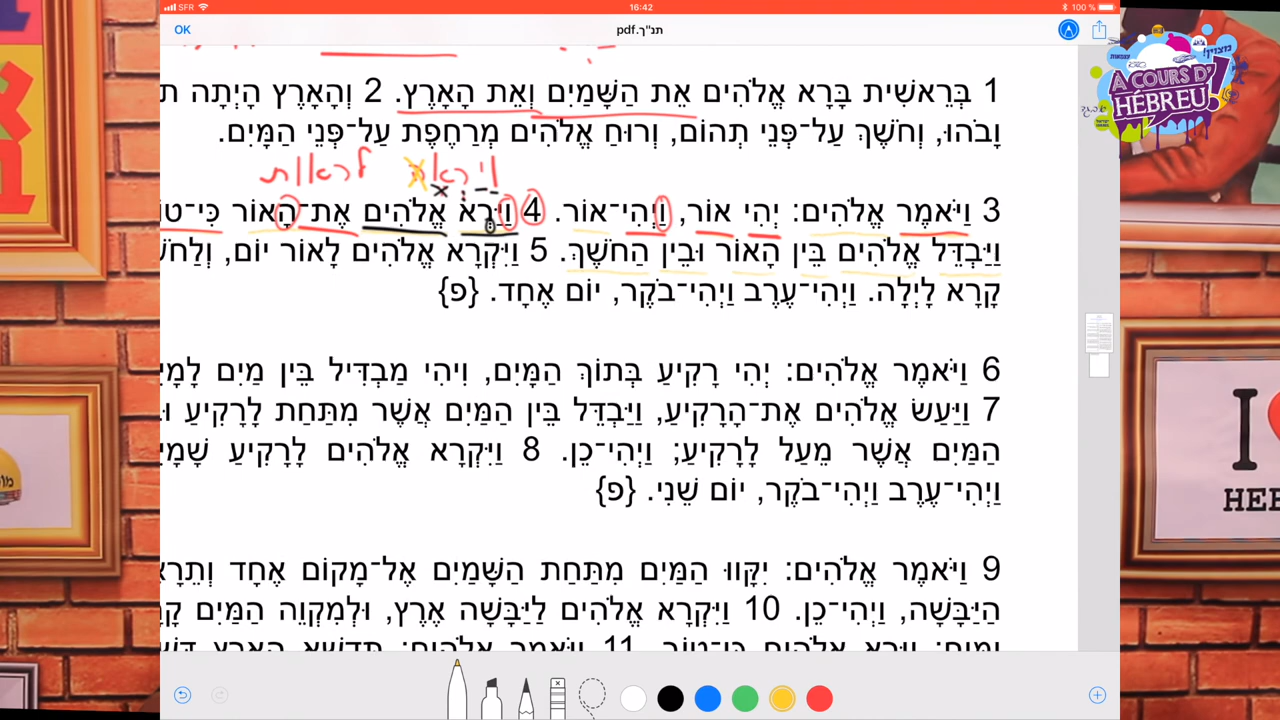 SFR 16:42 100 %
OK תנ"ך.pdf
A COURS D'
HÉBREU!
1 בְּרֵאשִׁית בָּרָא אֱלֹהִים אֵת הַשָּׁמַיִם וְאֵת הָאָרֶץ. 2 וְהָאָרֶץ הָיְתָה ת
וָבֹהוּ, וְחֹשֶׁךְ עַל־פְּנֵי תְהוֹם, וְרוּחַ אֱלֹהִים מְרַחֶפֶת עַל־פְּנֵי הַמָּיִם.
לראות
3 וַיֹּאמֶר אֱלֹהִים: יְהִי אוֹר, וַיְהִי־אוֹר. 4 וַיַּרְא אֱלֹהִים אֶת־הָאוֹר כִּי־טו
וַיַּבְדֵּל אֱלֹהִים בֵּין הָאוֹר וּבֵין הַחֹשֶׁךְ. 5 וַיִּקְרָא אֱלֹהִים לָאוֹר יוֹם, וְלַחֹשׁ
קָרָא לָיְלָה. וַיְהִי־עֶרֶב וַיְהִי־בֹקֶר, יוֹם אֶחָד. {פ}
6 וַיֹּאמֶר אֱלֹהִים: יְהִי רָקִיעַ בְּתוֹךְ הַמָּיִם, וִיהִי מַבְדִּיל בֵּין מַיִם לָמָיִ
7 וַיַּעַשׂ אֱלֹהִים אֶת־הָרָקִיעַ, וַיַּבְדֵּל בֵּין הַמַּיִם אֲשֶׁר מִתַּחַת לָרָקִיעַ וּ
הַמַּיִם אֲשֶׁר מֵעַל לָרָקִיעַ; וַיְהִי־כֵן. 8 וַיִּקְרָא אֱלֹהִים לָרָקִיעַ שָׁמָיִ
וַיְהִי־עֶרֶב וַיְהִי־בֹקֶר, יוֹם שֵׁנִי. {פ}
I
HEB
9 וַיֹּאמֶר אֱלֹהִים: יִקָּווּ הַמַּיִם מִתַּחַת הַשָּׁמַיִם אֶל־מָקוֹם אֶחָד וְתֵרָא
הַיַּבָּשָׁה, וַיְהִי־כֵן. 10 וַיִּקְרָא אֱלֹהִים לַיַּבָּשָׁה אֶרֶץ, וּלְמִקְוֵה הַמַּיִם קָ